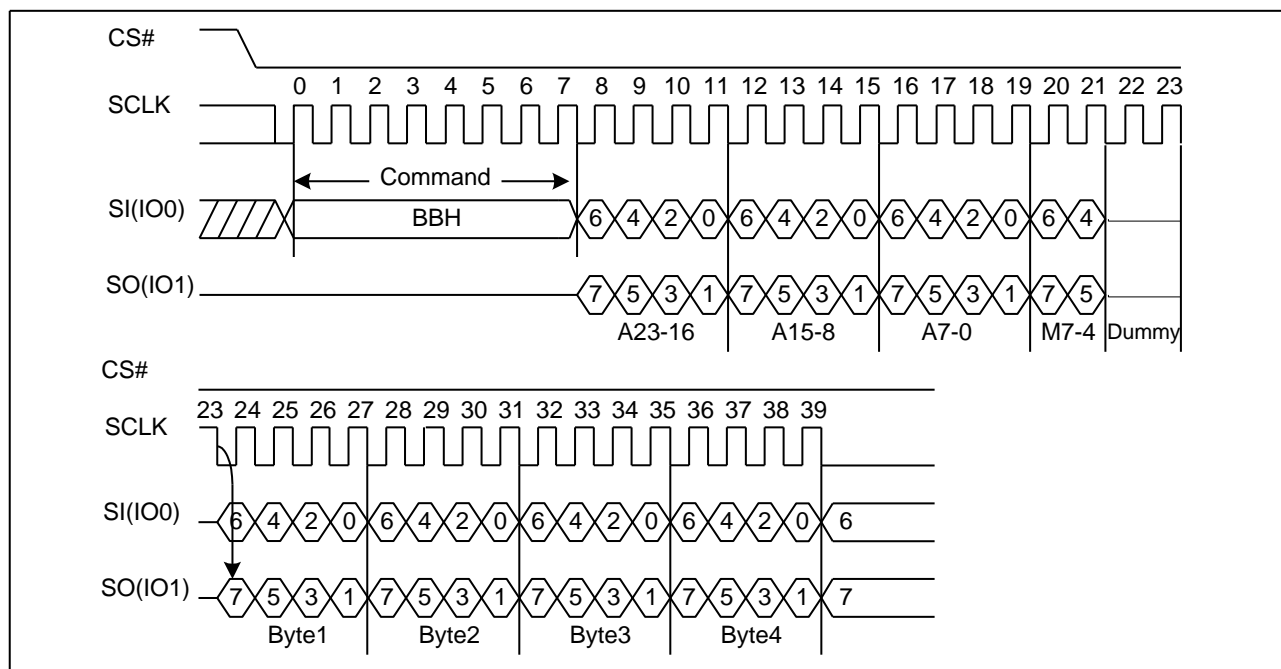 CS#
0 1 2 3 4 5 6 7 8 9 10 11 12 13 14 15 16 17 18 19 20 21 22 23
SCLK
Command
SI(IO0) BBH 6 4 2 0 6 4 2 0 6 4 2 0 6 4
SO(IO1) 7 5 3 1 7 5 3 1 7 5 3 1 7 5
A23-16 A15-8 A7-0 M7-4 Dummy
CS#
23 24 25 26 27 28 29 30 31 32 33 34 35 36 37 38 39
SCLK
SI(IO0) 6 4 2 0 6 4 2 0 6 4 2 0 6 4 2 0 6
SO(IO1) 7 5 3 1 7 5 3 1 7 5 3 1 7 5 3 1 7
Byte1 Byte2 Byte3 Byte4